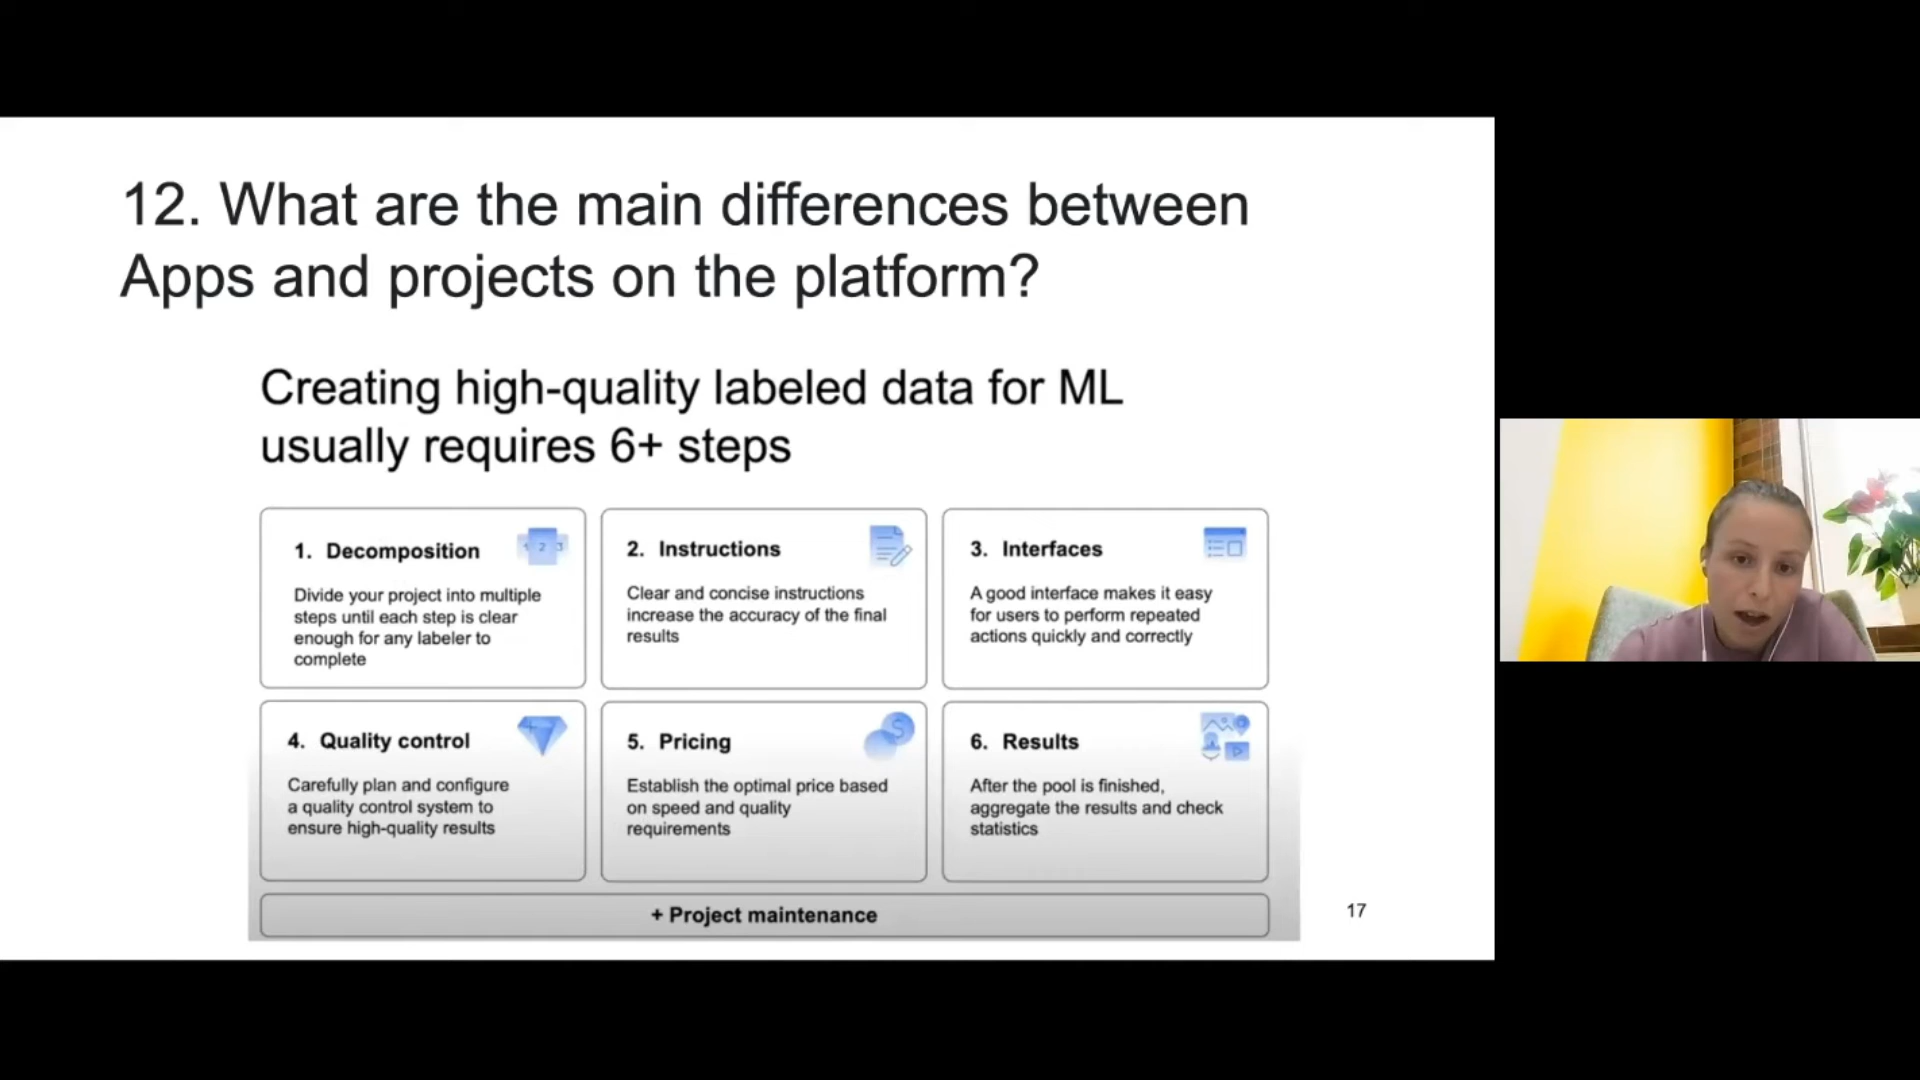 12. What are the main differences between
Apps and projects on the platform?
Creating high-quality labeled data for ML
usually requires 6+ steps
1. Decomposition
Divide your project into multiple
steps until each step is clear
enough for any labeler to
complete
2. Instructions
Clear and concise instructions
increase the accuracy of the final
results
3. Interfaces
A good interface makes it easy
for users to perform repeated
actions quickly and correctly
4. Quality control
Carefully plan and configure
a quality control system to
ensure high-quality results
5. Pricing
Establish the optimal price based
on speed and quality
requirements
6. Results
After the pool is finished,
aggregate the results and check
statistics
+ Project maintenance
17